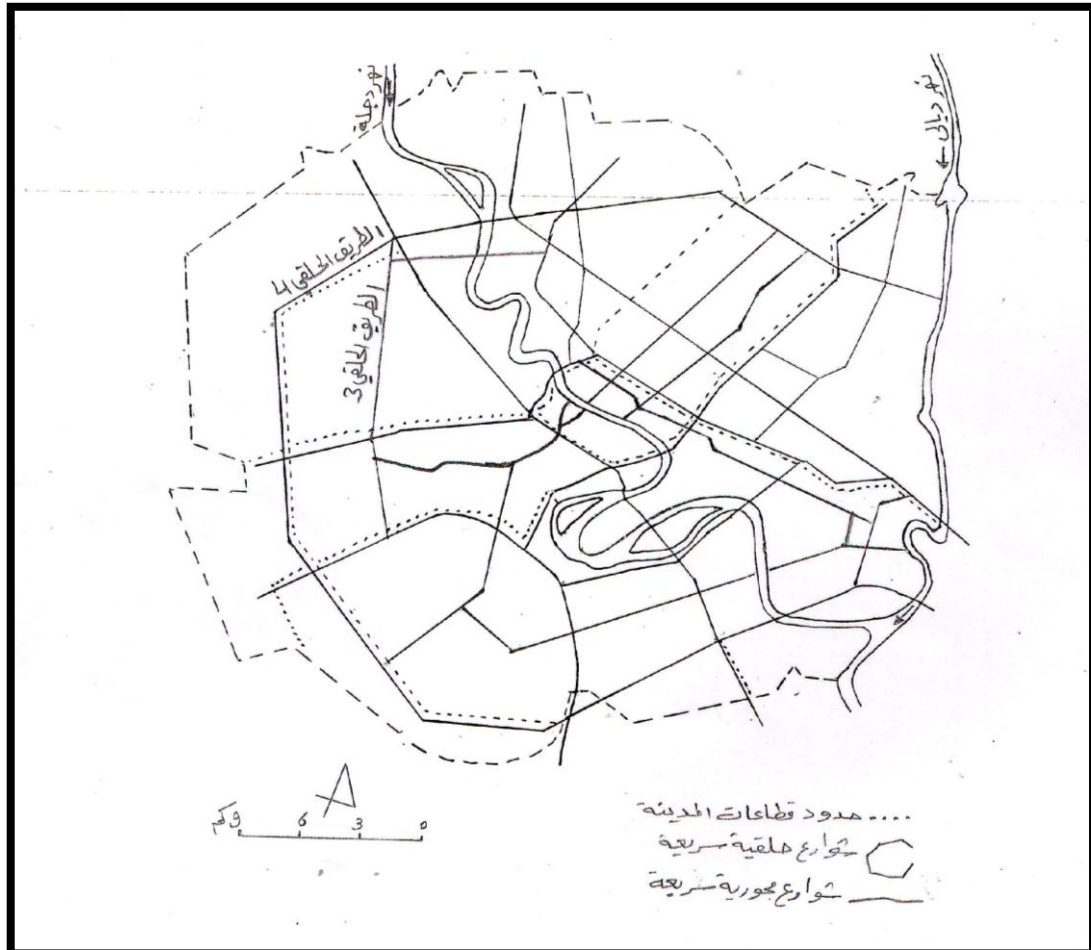 نهر دجلة
نهر ديالى
الطريق الحلقي 4
الطريق الحلقي 3
9كم 6 3 0
.... حدود قطاعات المدينة
شوارع حلقية سريعة
شوارع محورية سريعة